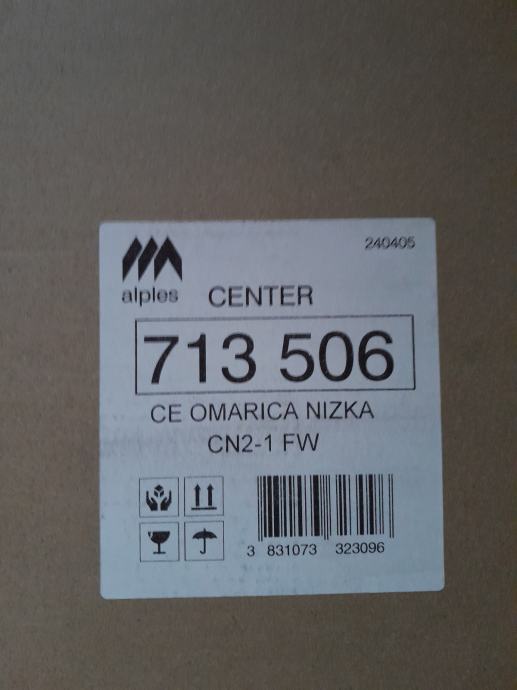 240405
alples CENTER
713 506
CE OMARICA NIZKA
CN2-1 FW
3 831073 323096